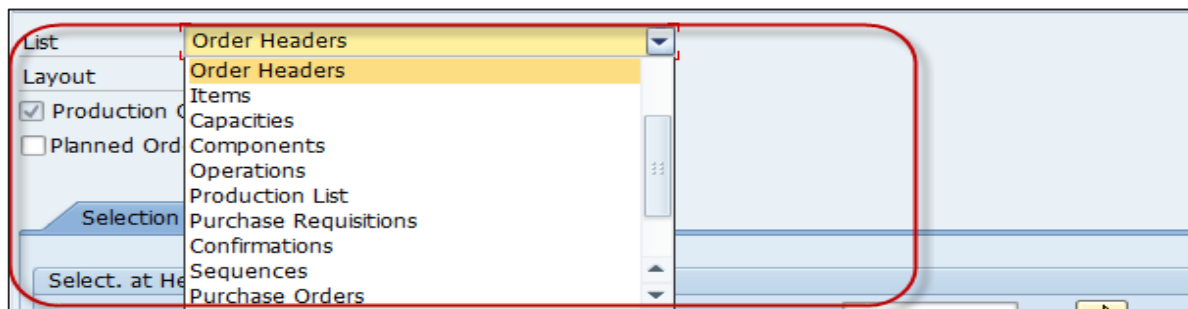 List Order Headers
Order Headers
Layout
Items
Production
Capacities
Planned Ord
Components
Operations
Production List
Selection
Purchase Requisitions
Confirmations
Sequences
Select. at He
Purchase Orders